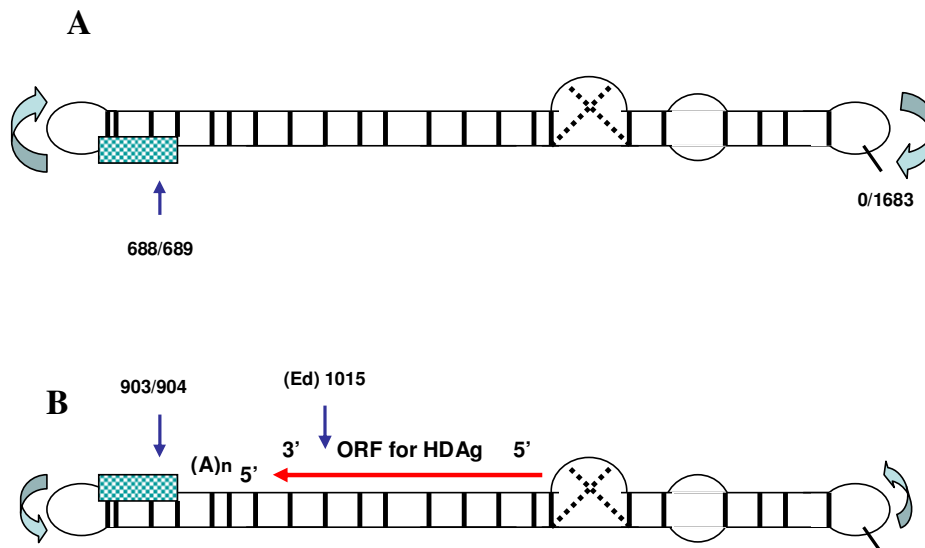 A
0/1683
688/689
903/904
(Ed) 1015
B
3’ ORF for HDAg 5’
(A)n 5’